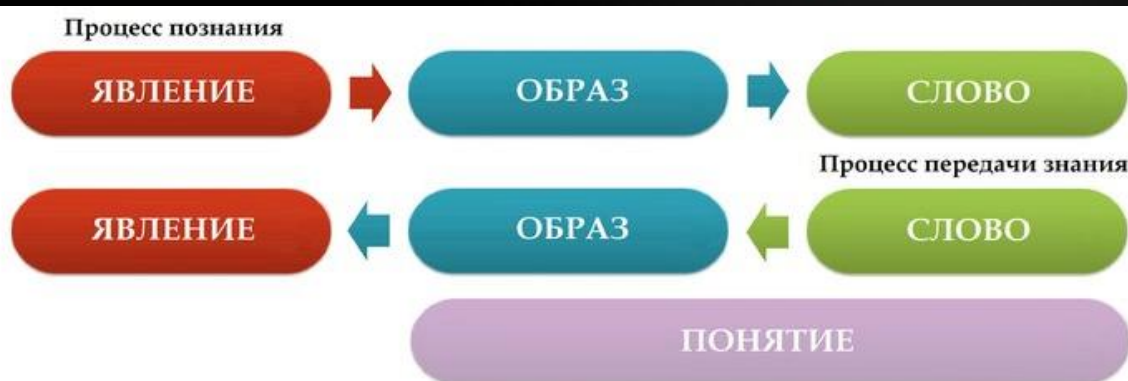 Процесс познания
ЯВЛЕНИЕ ОБРАЗ СЛОВО
Процесс передачи знания
ЯВЛЕНИЕ ОБРАЗ СЛОВО
ПОНЯТИЕ